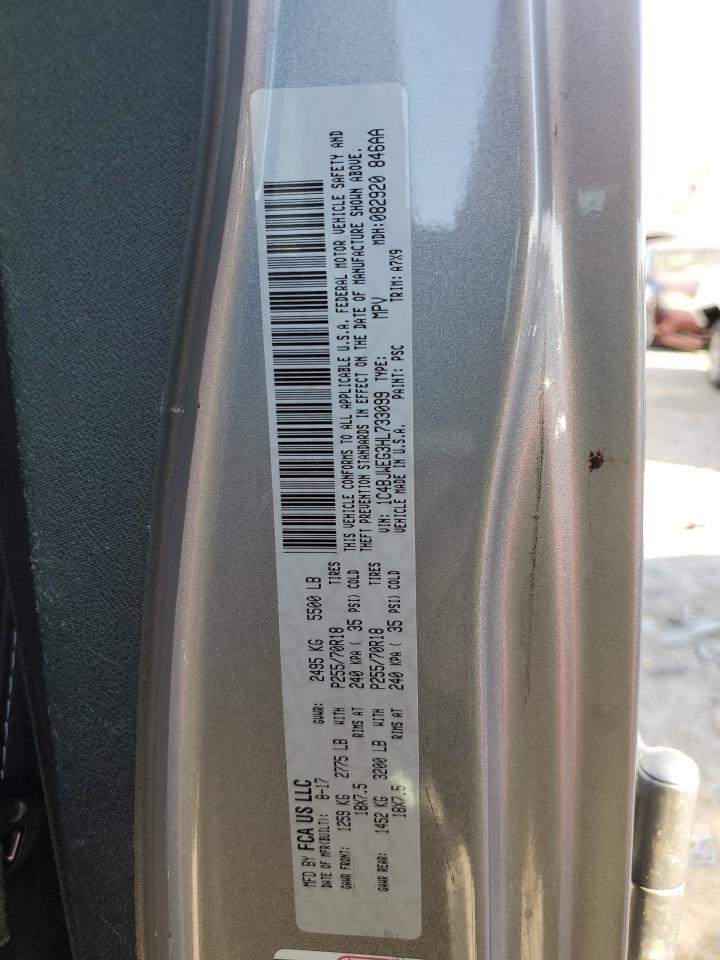 MFD BY FCA US LLC
DATE OF MFR(BUILT): 8-17 GVWR: 2495 KG 5500 LB
GAWR FRONT: 1259 KG 2775 LB WITH P255/70R18 TIRES
18X7.5 RIMS AT 240 KPA ( 35 PSI) COLD
GAWR REAR: 1452 KG 3200 LB WITH P255/70R18 TIRES
18X7.5 RIMS AT 240 KPA ( 35 PSI) COLD
THIS VEHICLE CONFORMS TO ALL APPLICABLE U.S.A. FEDERAL MOTOR VEHICLE SAFETY AND
THEFT PREVENTION STANDARDS IN EFFECT ON THE DATE OF MANUFACTURE SHOWN ABOVE.
VIN: 1C4BJWEG3HL733099 TYPE: MPV MDH:082920 846AA
VEHICLE MADE IN U.S.A. PAINT: PSC TRIM: A7X9